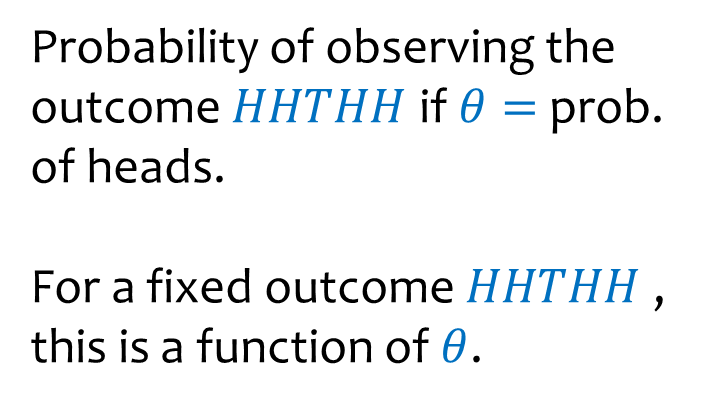 Probability of observing the
outcome HHTHH if θ = prob.
of heads.
For a fixed outcome HHTHH ,
this is a function of θ.